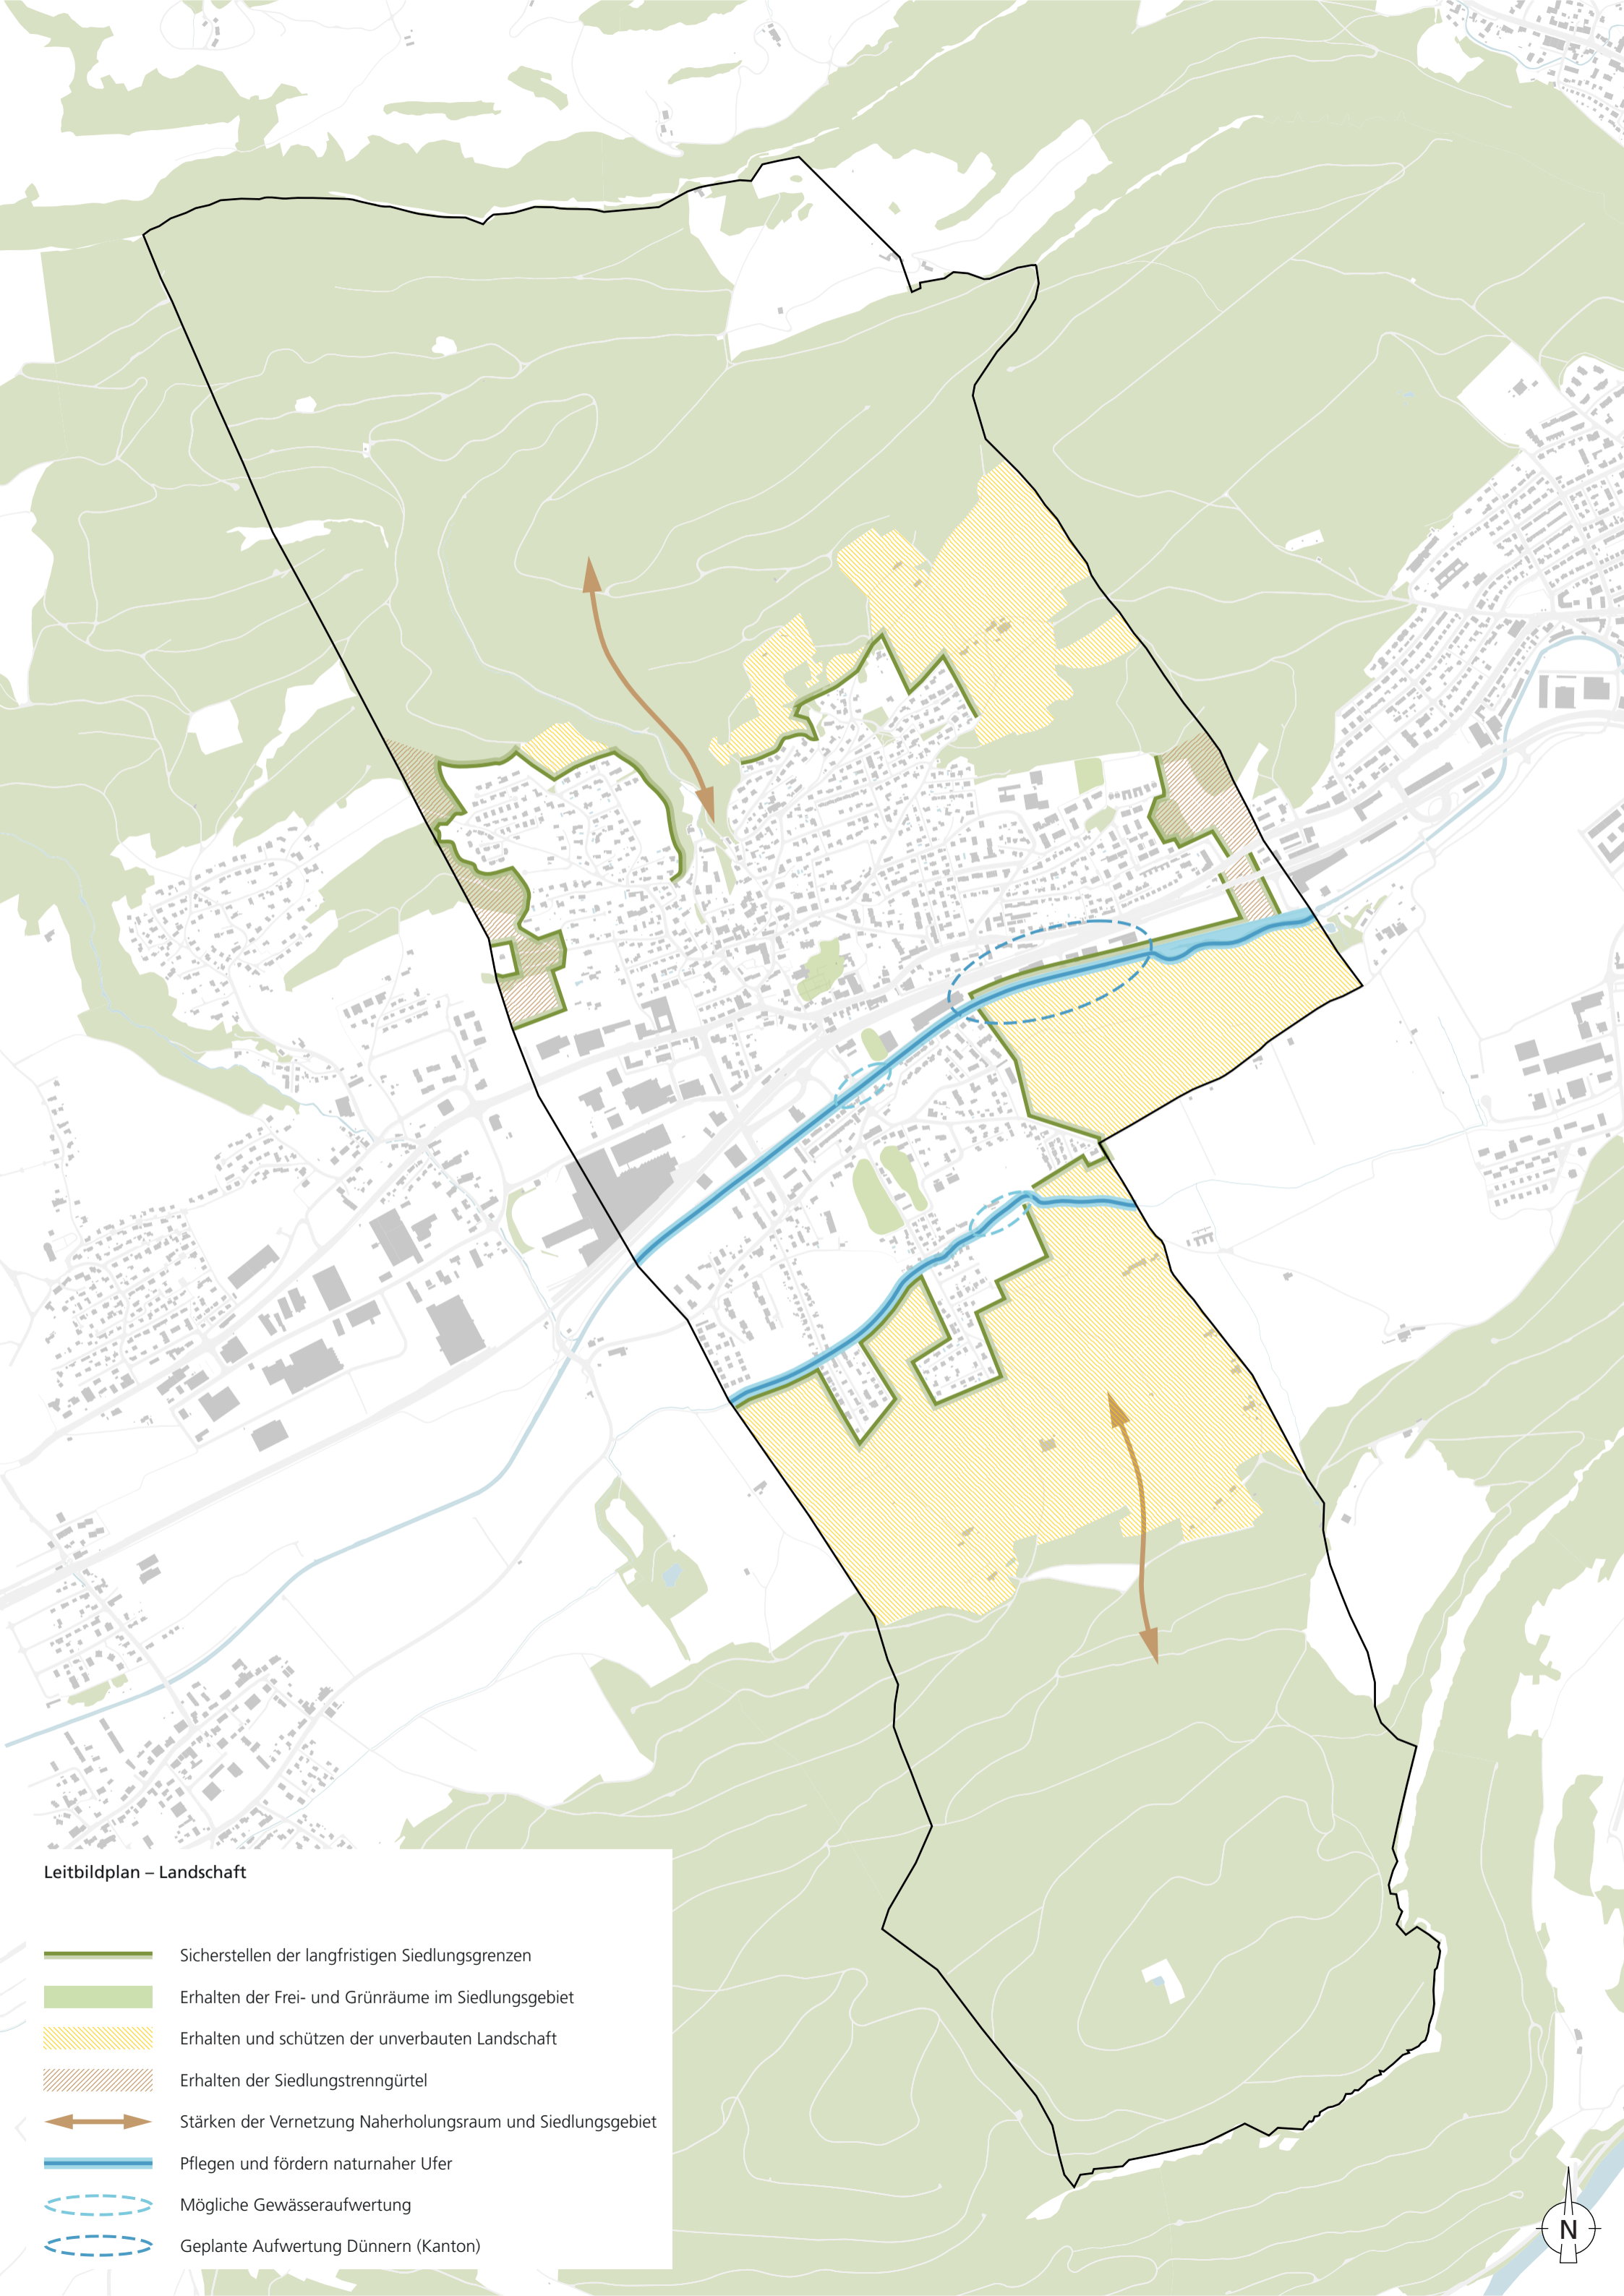 Leitbildplan – Landschaft
Sicherstellen der langfristigen Siedlungsgrenzen
Erhalten der Frei- und Grünräume im Siedlungsgebiet
Erhalten und schützen der unverbauten Landschaft
Erhalten der Siedlungstrenngürtel
Stärken der Vernetzung Naherholungsraum und Siedlungsgebiet
Pflegen und fördern naturnaher Ufer
Mögliche Gewässeraufwertung
Geplante Aufwertung Dünnern (Kanton)
N